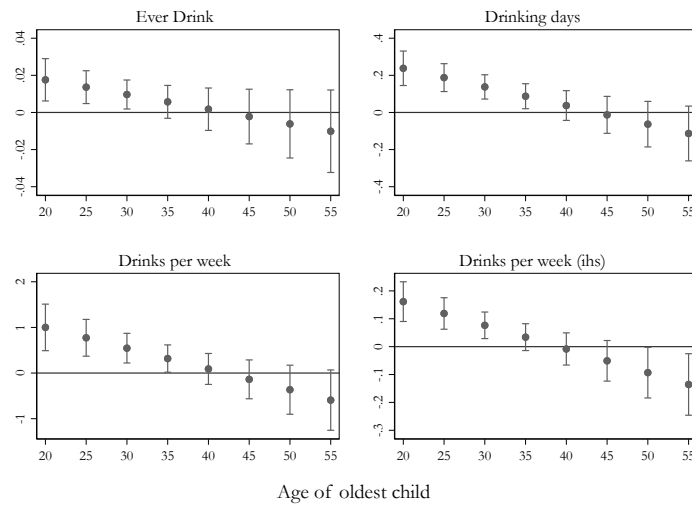 Ever Drink
.04
.02
0
-.02
-.04
20 25 30 35 40 45 50 55
Drinking days
.4
.2
0
-.2
-.4
20 25 30 35 40 45 50 55
Drinks per week
2
1
0
-1
20 25 30 35 40 45 50 55
Drinks per week (ihs)
.2
.1
0
-.1
-.2
-.3
20 25 30 35 40 45 50 55
Age of oldest child